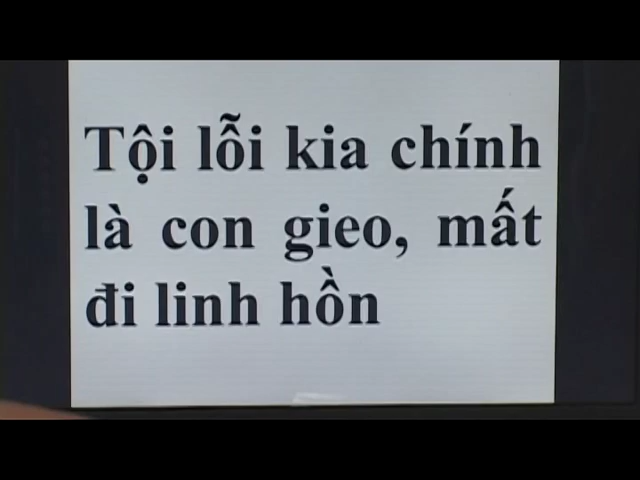 Tội lỗi kia chính
là con gieo, mất
đi linh hồn